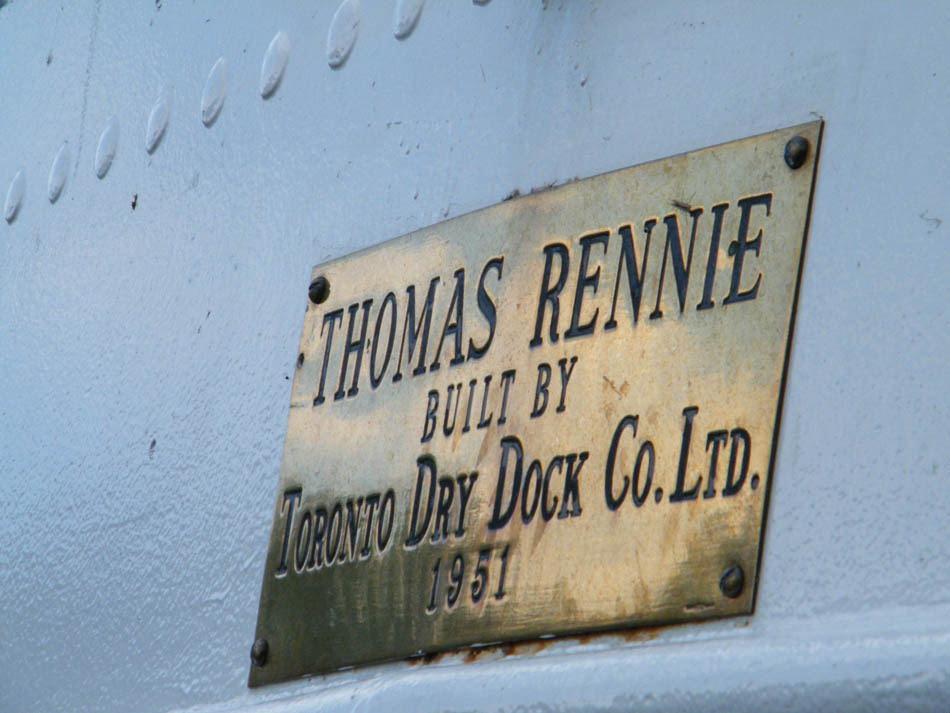 THOMAS RENNIE
BUILT BY
TORONTO DRY DOCK CO. LTD.
1951